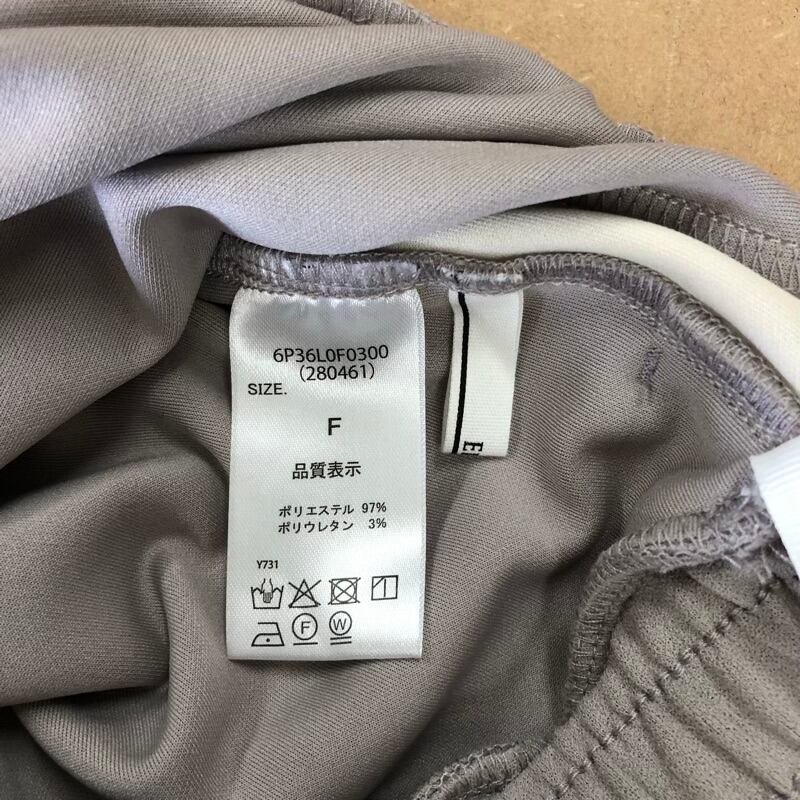 6P36L0F0300
(280461)
SIZE.
F
品質表示
ポリエステル 97%
ポリウレタン 3%
Y731
F W